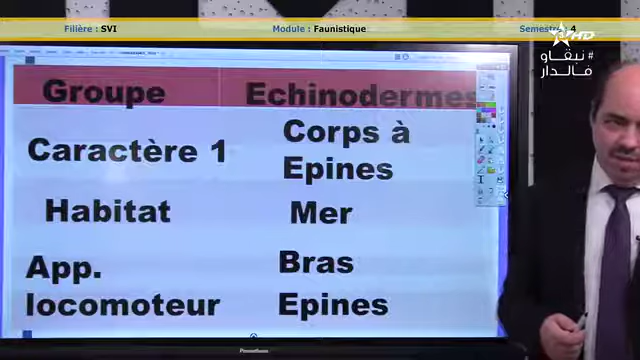 Filière : SVI Module : Faunistique Semestre : 4
HD
#نبقاو
فالدار
Groupe Echinodermes
Caractère 1 Corps à
Epines
Habitat Mer
App. Bras
locomoteur Epines
Promethean